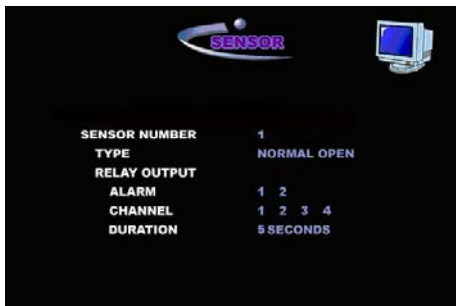 SENSOR
SENSOR NUMBER 1
TYPE NORMAL OPEN
RELAY OUTPUT
ALARM 1 2
CHANNEL 1 2 3 4
DURATION 5 SECONDS